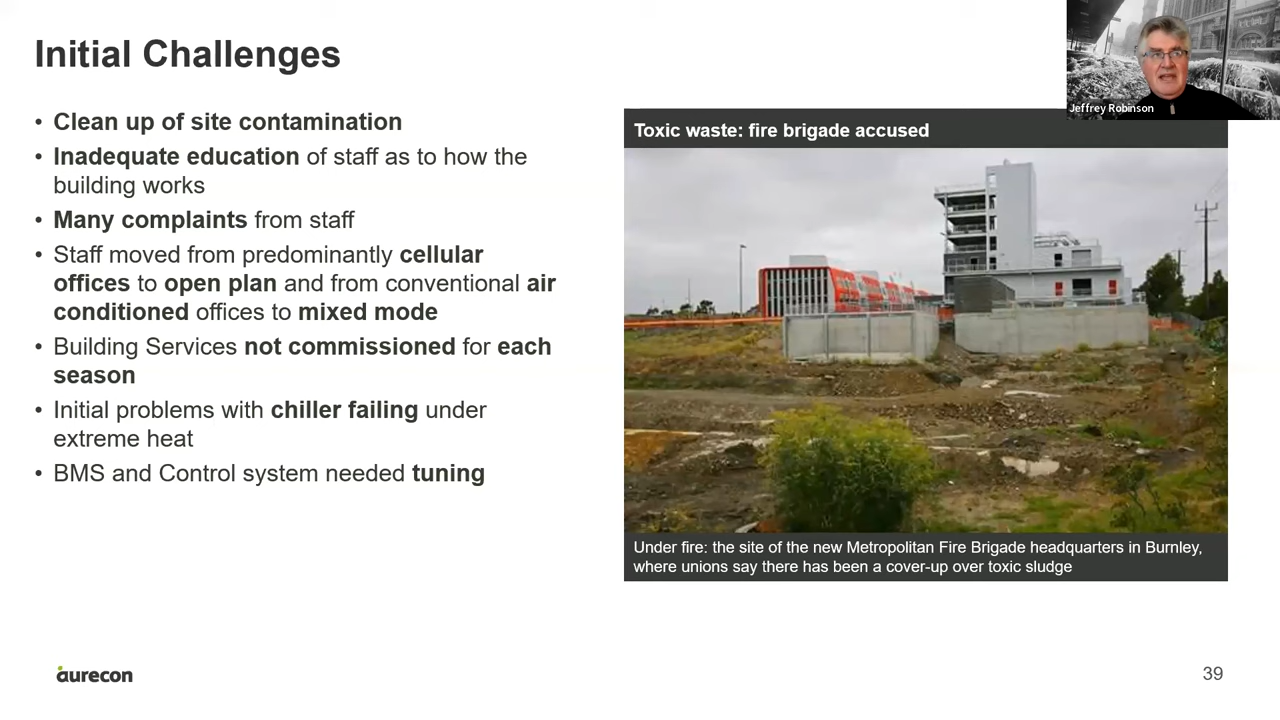 Initial Challenges
Jeffrey Robinson
• Clean up of site contamination
• Inadequate education of staff as to how the
building works
• Many complaints from staff
• Staff moved from predominantly cellular
offices to open plan and from conventional air
conditioned offices to mixed mode
• Building Services not commissioned for each
season
• Initial problems with chiller failing under
extreme heat
• BMS and Control system needed tuning
Toxic waste: fire brigade accused
Under fire: the site of the new Metropolitan Fire Brigade headquarters in Burnley,
where unions say there has been a cover-up over toxic sludge
aurecon
39